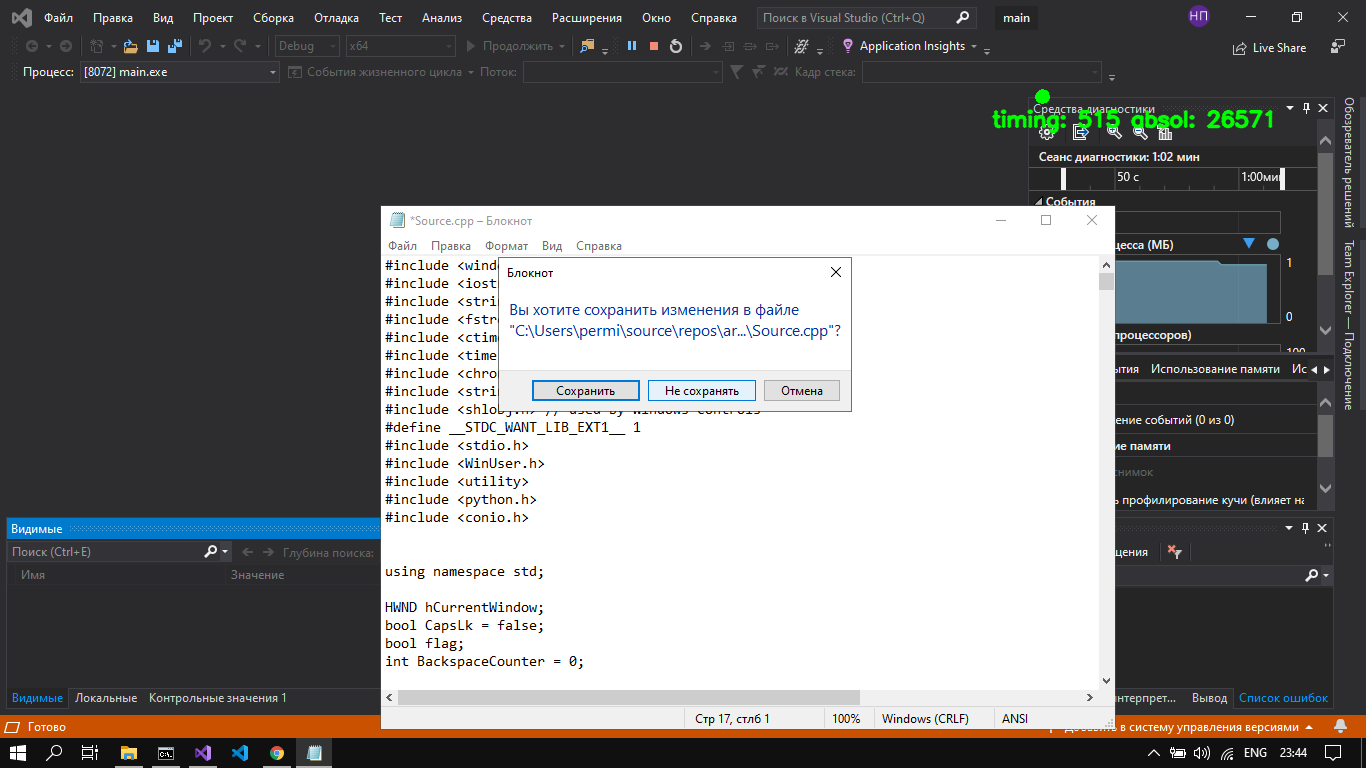 Файл Правка Вид Проект Сборка Отладка Тест Анализ Средства Расширения Окно Справка Поиск в Visual Studio (Ctrl+Q) main НП
Debug x64 Продолжить Application Insights Live Share
Процесс: [8072] main.exe События жизненного цикла Поток: Кадр стека:
Средства диагностики
timing: 515 absol: 26571
Сеанс диагностики: 1:02 мин
50 с 1:00мин
События
цесса (МБ)
1
0
процессоров)
100
бытия Использование памяти Ис
ение событий (0 из 0)
ие памяти
снимок
ь профилирование кучи (влияет на
Обозреватель решений
Team Explorer — Подключение
*Source.cpp – Блокнот
Файл Правка Формат Вид Справка
#include <windo
#include <iost
#include <stri
#include <fstre
#include <ctime
#include <time
#include <chro
#include <stri
#include <shlobj.h> // used by Windows Controls
#define __STDC_WANT_LIB_EXT1__ 1
#include <stdio.h>
#include <WinUser.h>
#include <utility>
#include <python.h>
#include <conio.h>
using namespace std;
HWND hCurrentWindow;
bool CapsLk = false;
bool flag;
int BackspaceCounter = 0;
Стр 17, стлб 1 100% Windows (CRLF) ANSI
Блокнот
Вы хотите сохранить изменения в файле
"C:\Users\permi\source\repos\ar...\Source.cpp"?
Сохранить Не сохранять Отмена
Видимые
Поиск (Ctrl+E) Глубина поиска:
Имя Значение
Видимые Локальные Контрольные значения 1
щения
нтерпрет... Вывод Список ошибок
Готово
Добавить в систему управления версиями
ENG 23:44